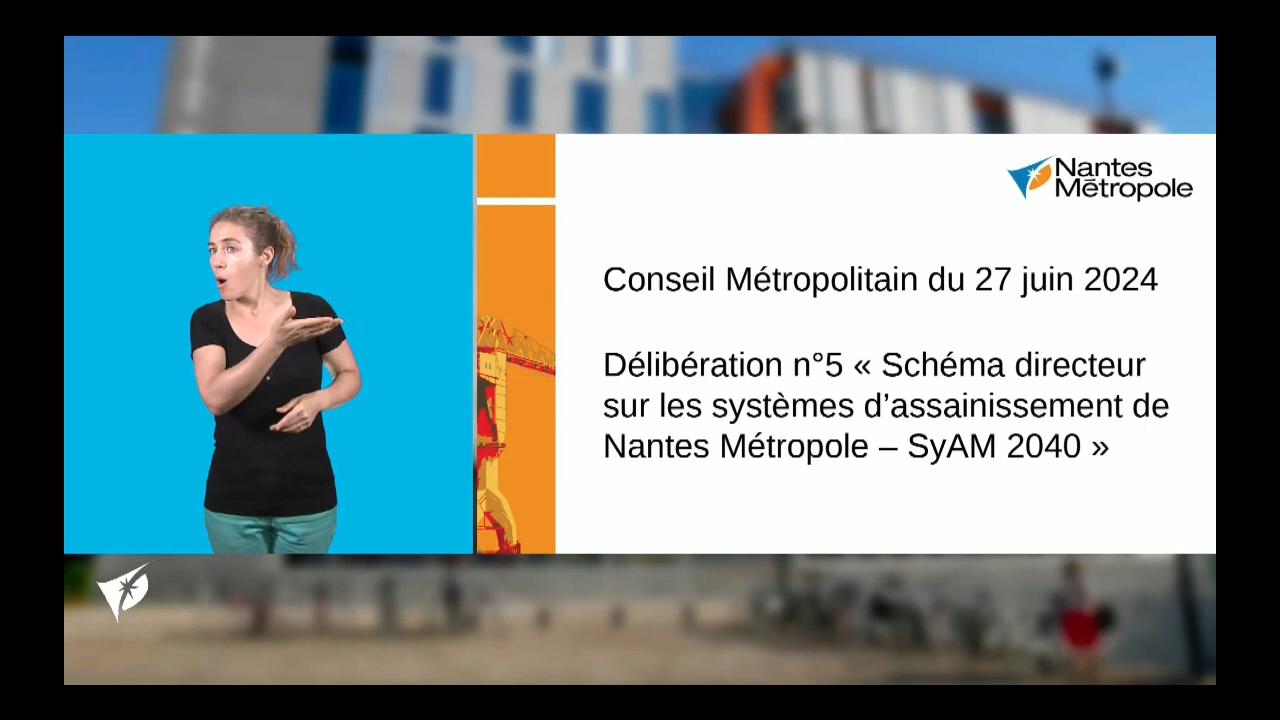 Nantes
Métropole
Conseil Métropolitain du 27 juin 2024
Délibération n°5 « Schéma directeur
sur les systèmes d’assainissement de
Nantes Métropole – SyAM 2040 »